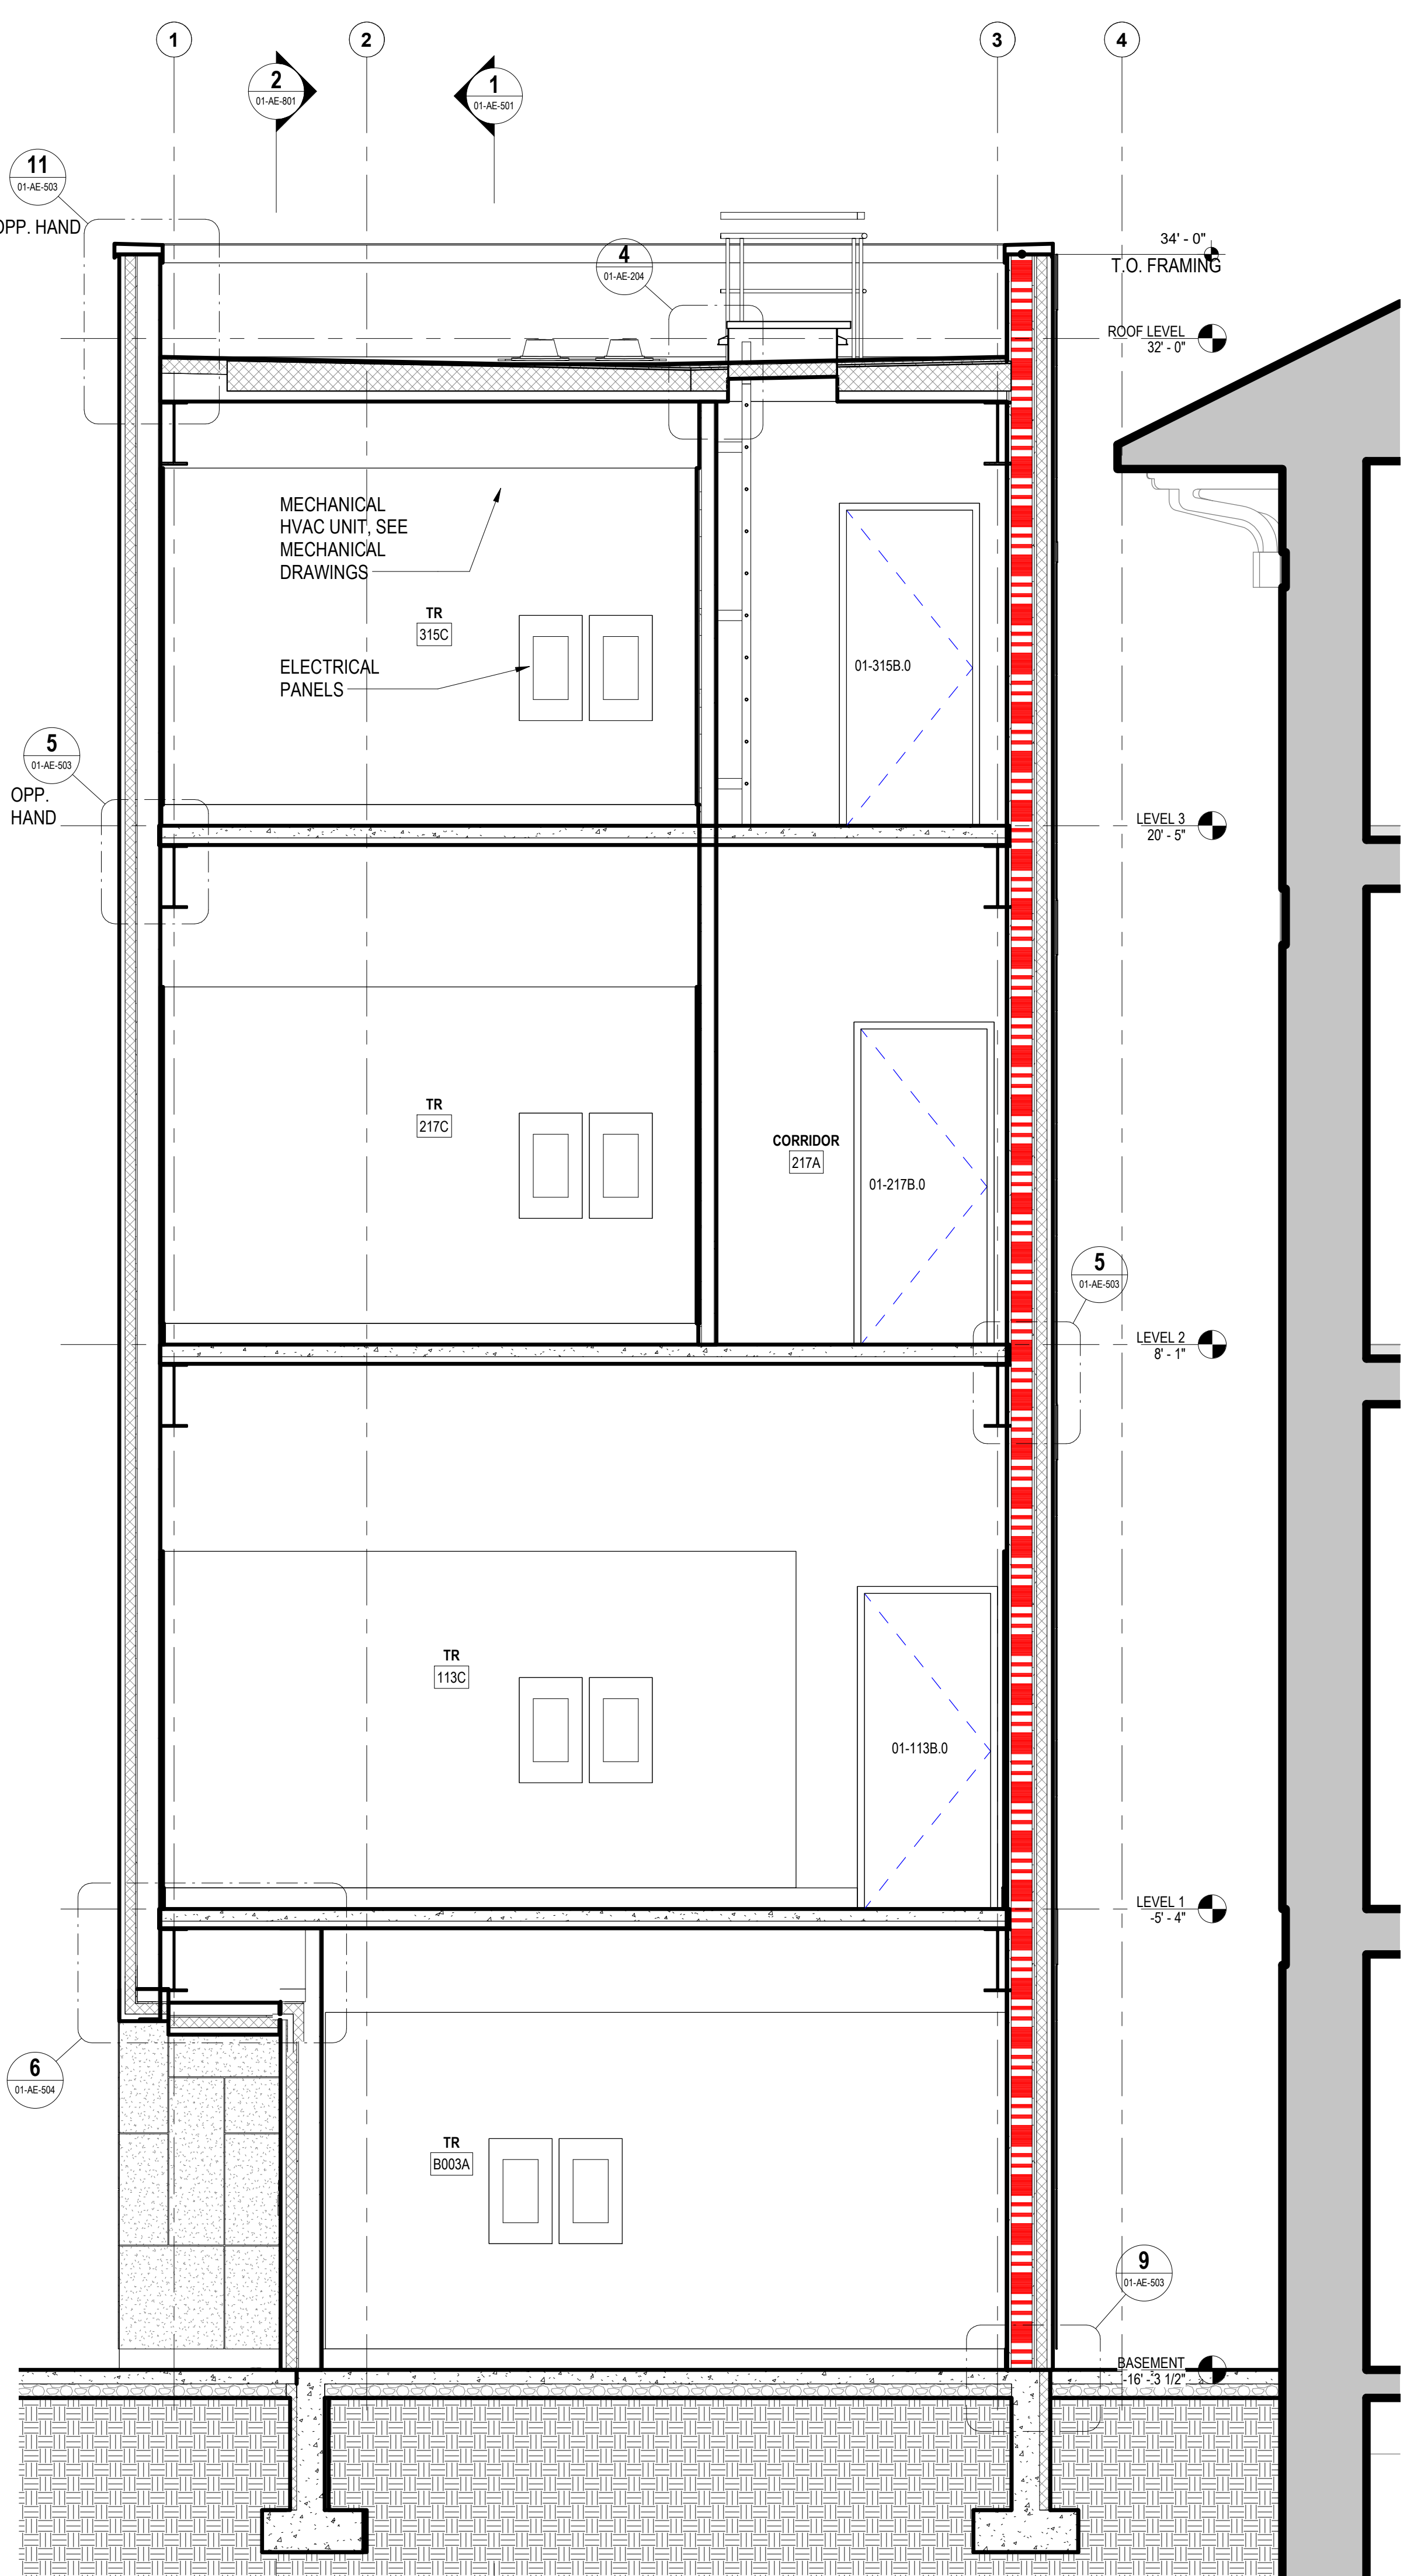 1
2
3
4
2
01-AE-801
1
01-AE-501
11
01-AE-503
OPP. HAND
4
01-AE-204
34' - 0"
T.O. FRAMING
ROOF LEVEL
32' - 0"
MECHANICAL
HVAC UNIT, SEE
MECHANICAL
DRAWINGS
TR
315C
ELECTRICAL
PANELS
01-315B.0
5
01-AE-503
OPP.
HAND
LEVEL 3
20' - 5"
TR
217C
CORRIDOR
217A
01-217B.0
5
01-AE-503
LEVEL 2
8' - 1"
TR
113C
01-113B.0
LEVEL 1
-5' - 4"
6
01-AE-504
TR
B003A
9
01-AE-503
BASEMENT
-16' - 3 1/2"